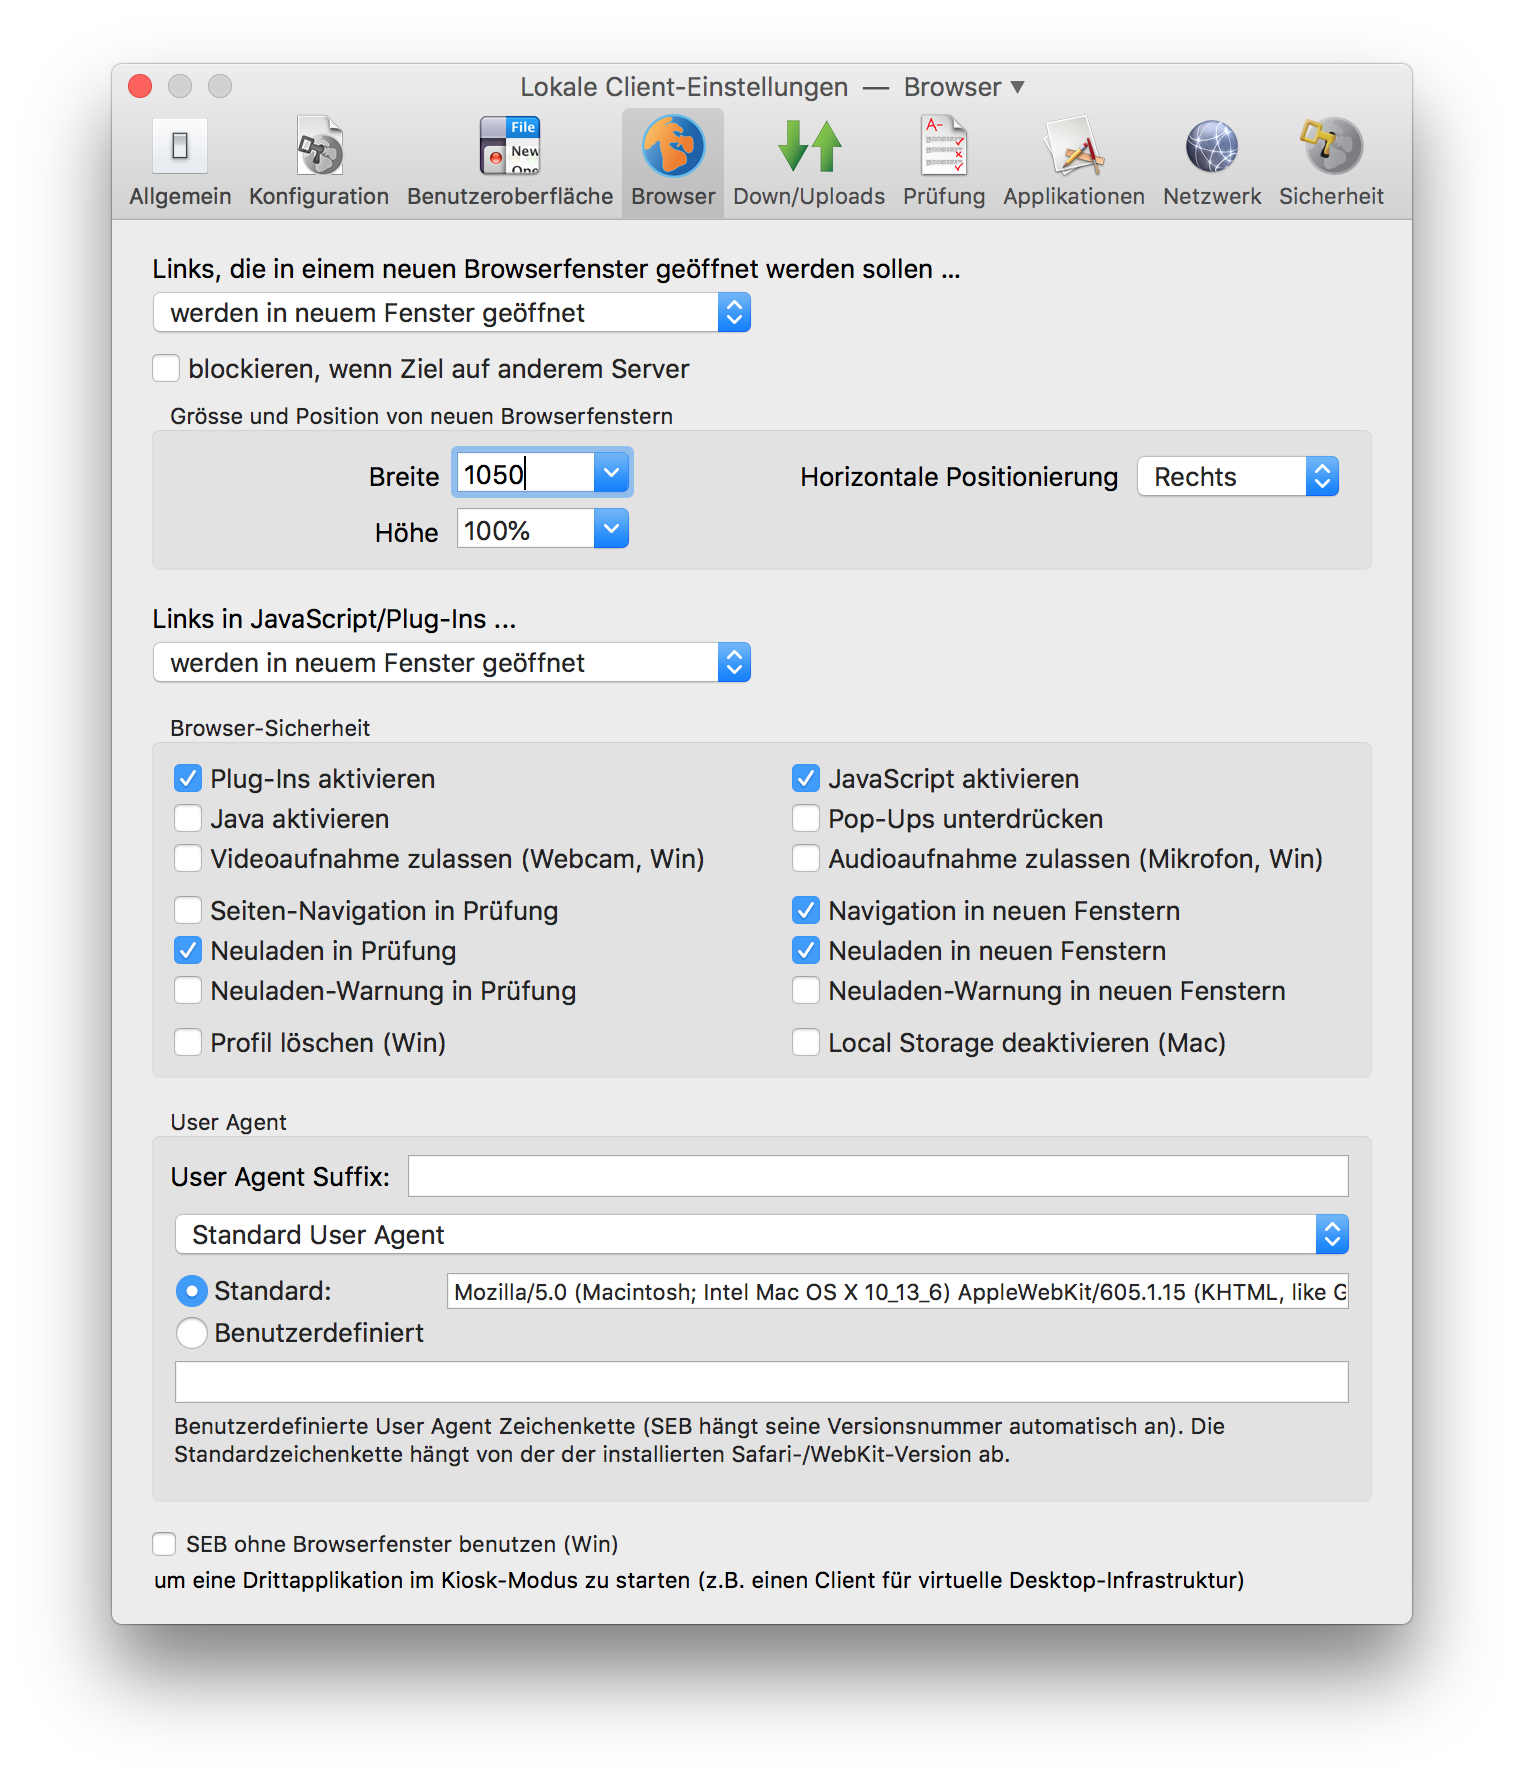 Lokale Client-Einstellungen — Browser ▼
File
New
A-
Allgemein Konfiguration Benutzeroberfläche Browser Down/Uploads Prüfung Applikationen Netzwerk Sicherheit
Links, die in einem neuen Browserfenster geöffnet werden sollen ...
werden in neuem Fenster geöffnet
blockieren, wenn Ziel auf anderem Server
Grösse und Position von neuen Browserfenstern
Breite 1050 Horizontale Positionierung Rechts
Höhe 100%
Links in JavaScript/Plug-Ins ...
werden in neuem Fenster geöffnet
Browser-Sicherheit
Plug-Ins aktivieren JavaScript aktivieren
Java aktivieren Pop-Ups unterdrücken
Videoaufnahme zulassen (Webcam, Win) Audioaufnahme zulassen (Mikrofon, Win)
Seiten-Navigation in Prüfung Navigation in neuen Fenstern
Neuladen in Prüfung Neuladen in neuen Fenstern
Neuladen-Warnung in Prüfung Neuladen-Warnung in neuen Fenstern
Profil löschen (Win) Local Storage deaktivieren (Mac)
User Agent
User Agent Suffix:
Standard User Agent
Standard: Mozilla/5.0 (Macintosh; Intel Mac OS X 10_13_6) AppleWebKit/605.1.15 (KHTML, like G
Benutzerdefiniert
Benutzerdefinierte User Agent Zeichenkette (SEB hängt seine Versionsnummer automatisch an). Die
Standardzeichenkette hängt von der der installierten Safari-/WebKit-Version ab.
SEB ohne Browserfenster benutzen (Win)
um eine Drittapplikation im Kiosk-Modus zu starten (z.B. einen Client für virtuelle Desktop-Infrastruktur)